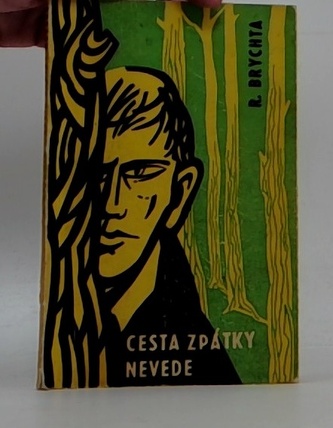 R. BRYCHTA
CESTA ZPÁTKY
NEVEDE